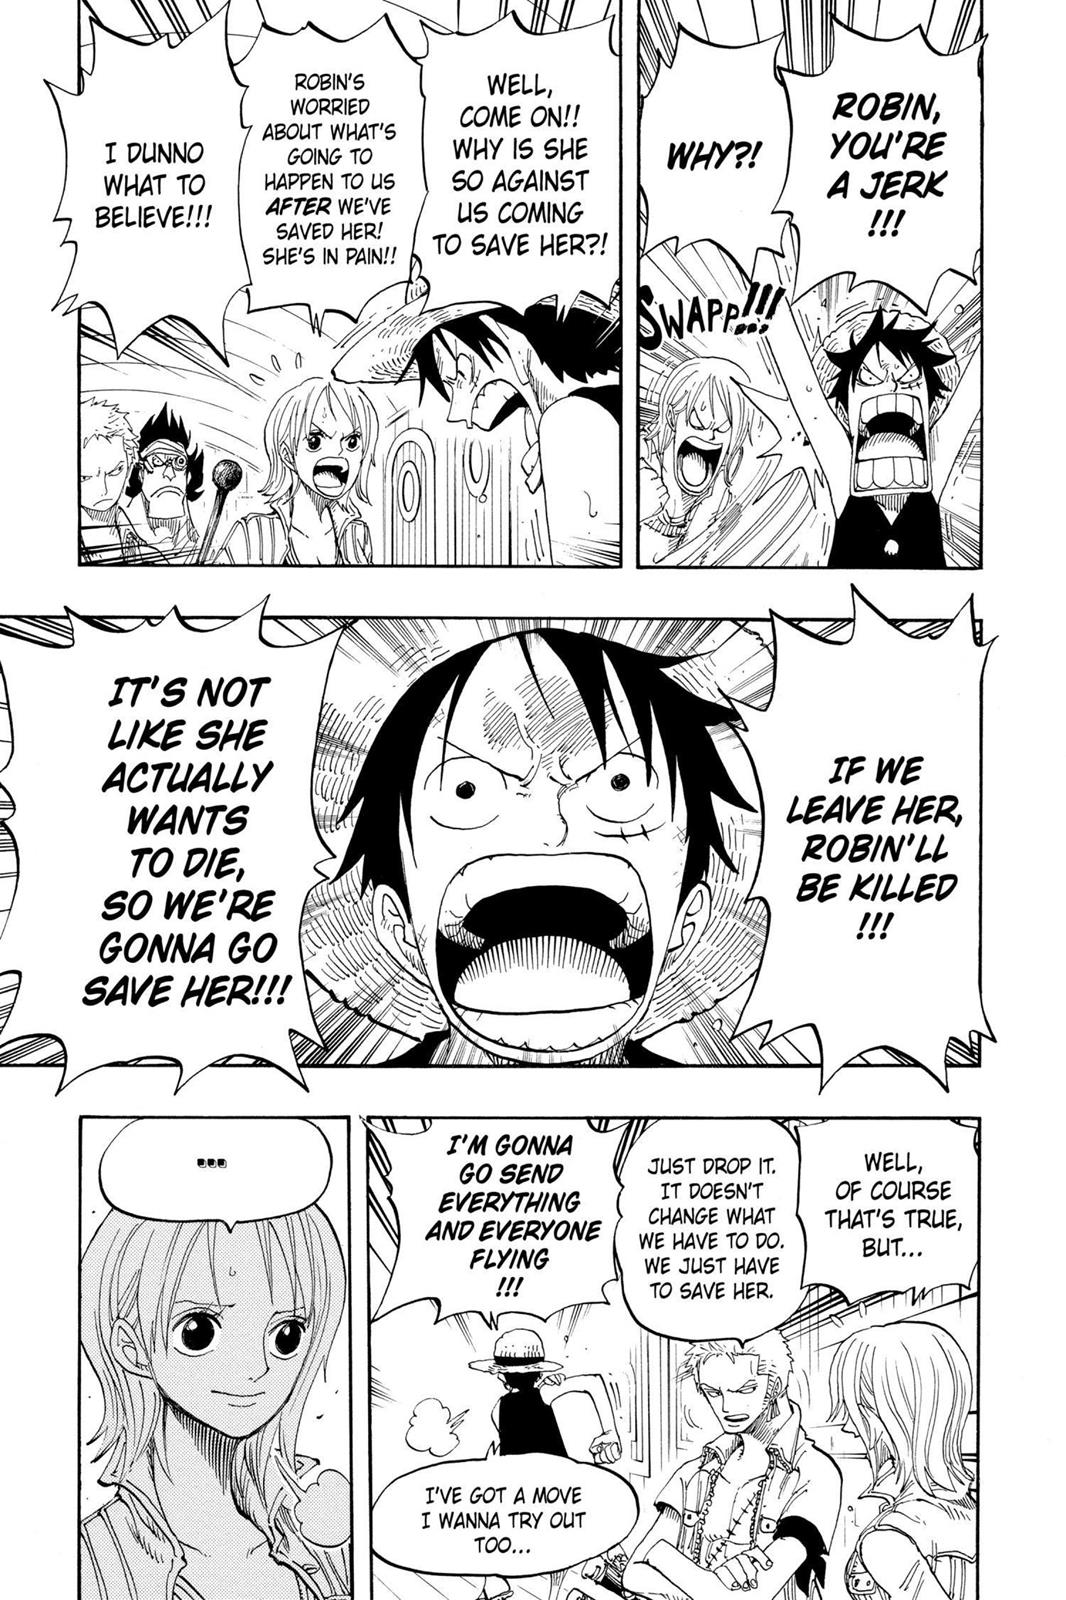 ROBIN,
YOU'RE
A JERK
!!!
WHY?!
SWAPP!!!
WELL,
COME ON!!
WHY IS SHE
SO AGAINST
US COMING
TO SAVE HER?!
ROBIN'S
WORRIED
ABOUT WHAT'S
GOING TO
HAPPEN TO US
AFTER WE'VE
SAVED HER!
SHE'S IN PAIN!!
I DUNNO
WHAT TO
BELIEVE!!!
IF WE
LEAVE HER,
ROBIN'LL
BE KILLED
!!!
IT'S NOT
LIKE SHE
ACTUALLY
WANTS
TO DIE,
SO WE'RE
GONNA GO
SAVE HER!!!
WELL,
OF COURSE
THAT'S TRUE,
BUT...
JUST DROP IT.
IT DOESN'T
CHANGE WHAT
WE HAVE TO DO.
WE JUST HAVE
TO SAVE HER.
I'M GONNA
GO SEND
EVERYTHING
AND EVERYONE
FLYING
!!!
I'VE GOT A MOVE
I WANNA TRY OUT
TOO...
...